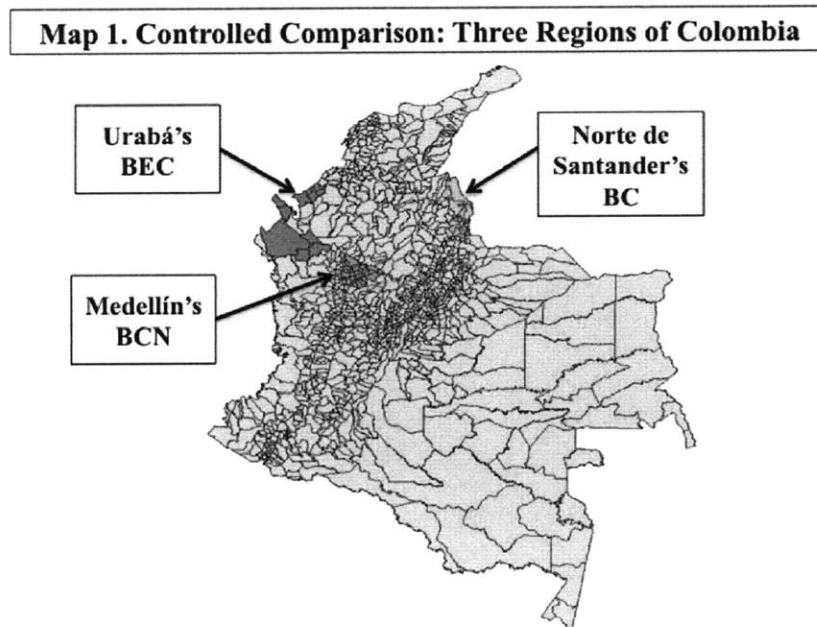 Map 1. Controlled Comparison: Three Regions of Colombia
Urabá's
BEC
Norte de
Santander's
BC
Medellín's
BCN